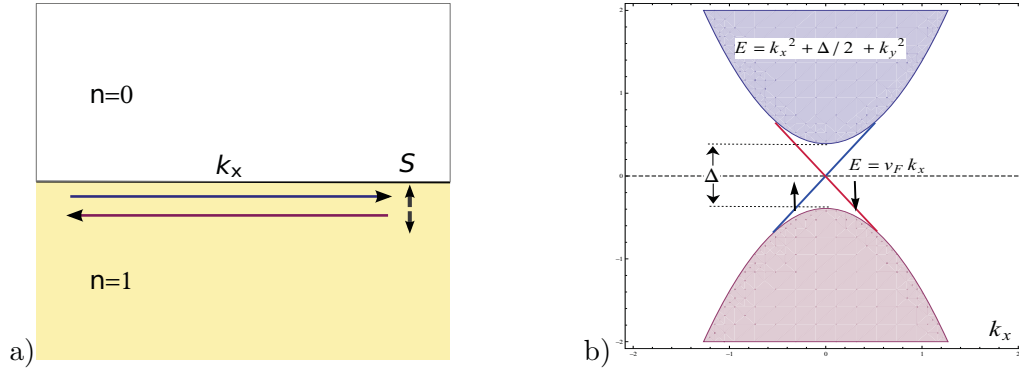 n=0
k_x S
n=1
a)
2
E = k_x^2 + Δ / 2 + k_y^2
1
Δ
E = v_F k_x
0
-1
-2
k_x
-2 -1 0 1 2
b)